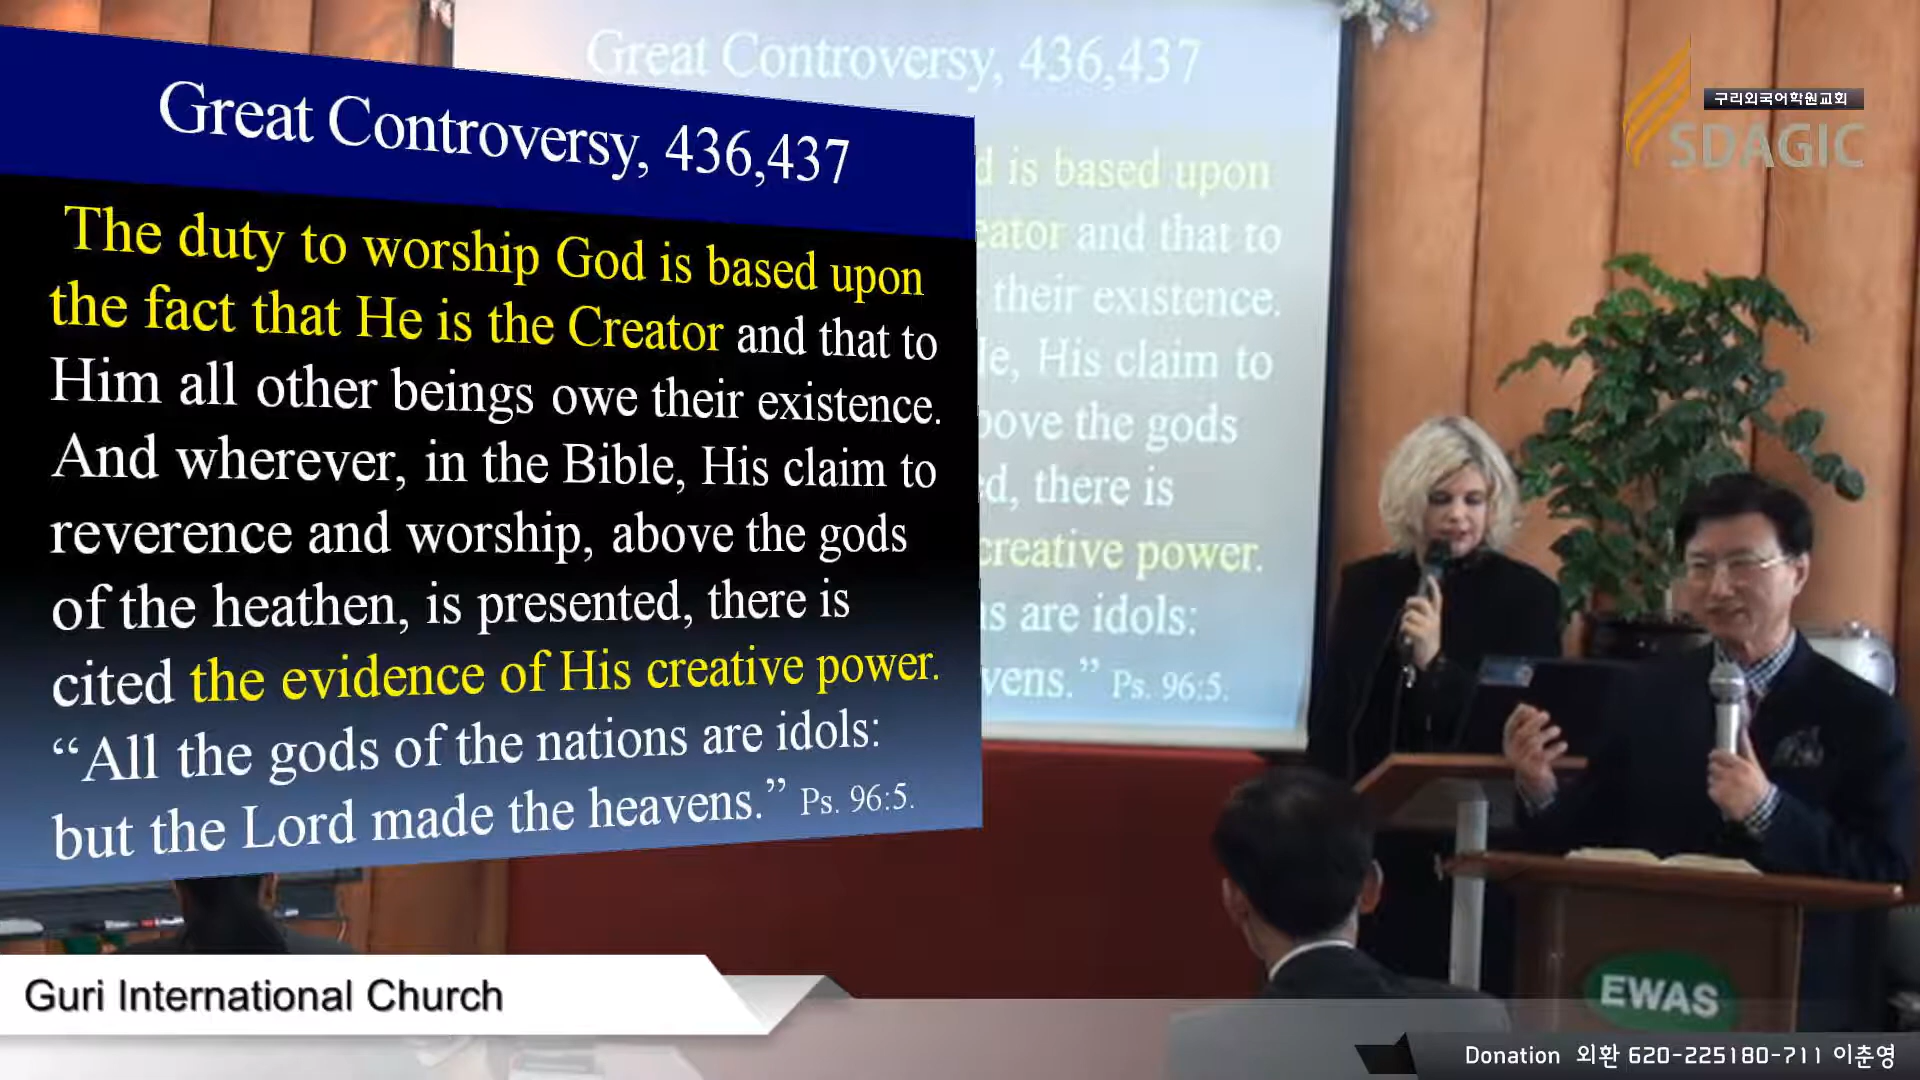 Great Controversy, 436,437
The duty to worship God is based upon
the fact that He is the Creator and that to
Him all other beings owe their existence.
And wherever, in the Bible, His claim to
reverence and worship, above the gods
of the heathen, is presented, there is
cited the evidence of His creative power.
“All the gods of the nations are idols:
but the Lord made the heavens.” Ps. 96:5.
Great Controversy, 436,437
is based upon
and that to
their existence.
His claim to
the gods
there is
creative power.
are idols:
Ps. 96:5.
구리외국어학원교회
SDAGIC
EWAS
Guri International Church
Donation 외환 620-225180-711 이춘영